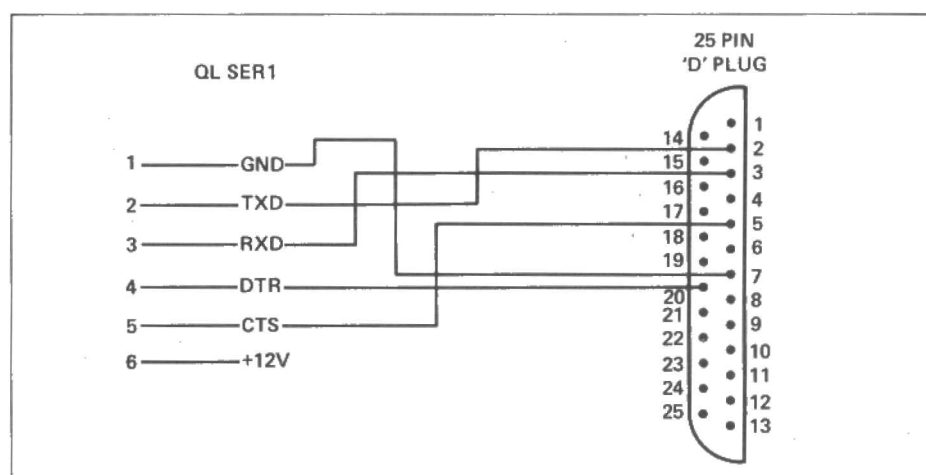 25 PIN
'D' PLUG
QL SER1
1 GND
2 TXD
3 RXD
4 DTR
5 CTS
6 +12V
14
15
16
17
18
19
20
21
22
23
24
25
1
2
3
4
5
6
7
8
9
10
11
12
13